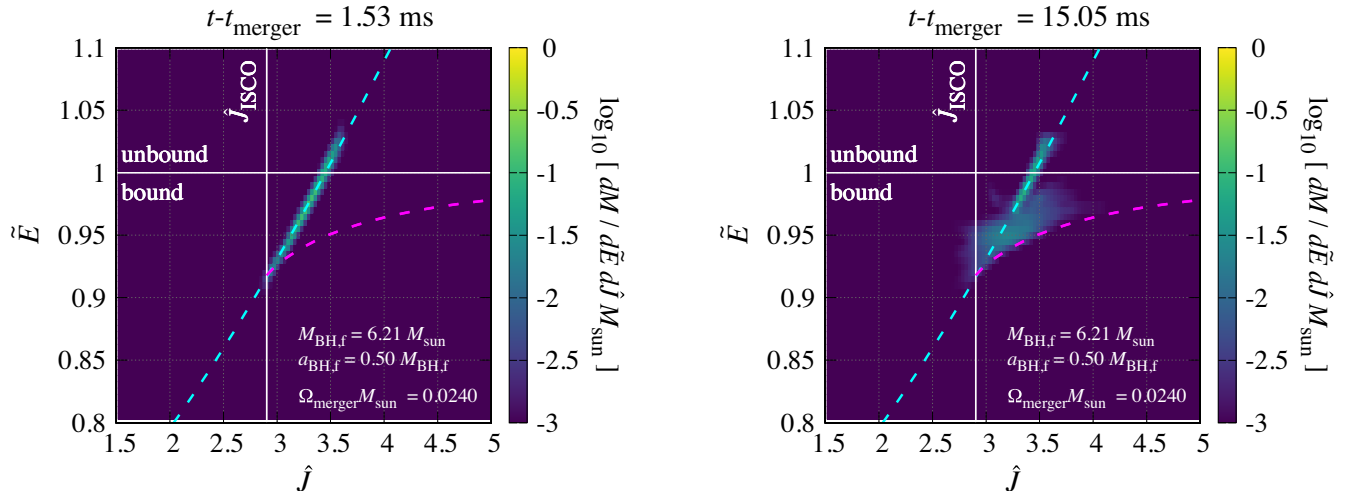 t-t_merger = 1.53 ms
1.1
1.05
1
0.95
0.9
0.85
0.8
Ẽ
unbound
bound
Ĵ_ISCO
M_BH,f = 6.21 M_sun
a_BH,f = 0.50 M_BH,f
Ω_merger M_sun = 0.0240
1.5 2 2.5 3 3.5 4 4.5 5
Ĵ
0
-0.5
-1
-1.5
-2
-2.5
-3
log₁₀ [ dM / dẼ dĴ M_sun ]
t-t_merger = 15.05 ms
1.1
1.05
1
0.95
0.9
0.85
0.8
Ẽ
unbound
bound
Ĵ_ISCO
M_BH,f = 6.21 M_sun
a_BH,f = 0.50 M_BH,f
Ω_merger M_sun = 0.0240
1.5 2 2.5 3 3.5 4 4.5 5
Ĵ
0
-0.5
-1
-1.5
-2
-2.5
-3
log₁₀ [ dM / dẼ dĴ M_sun ]